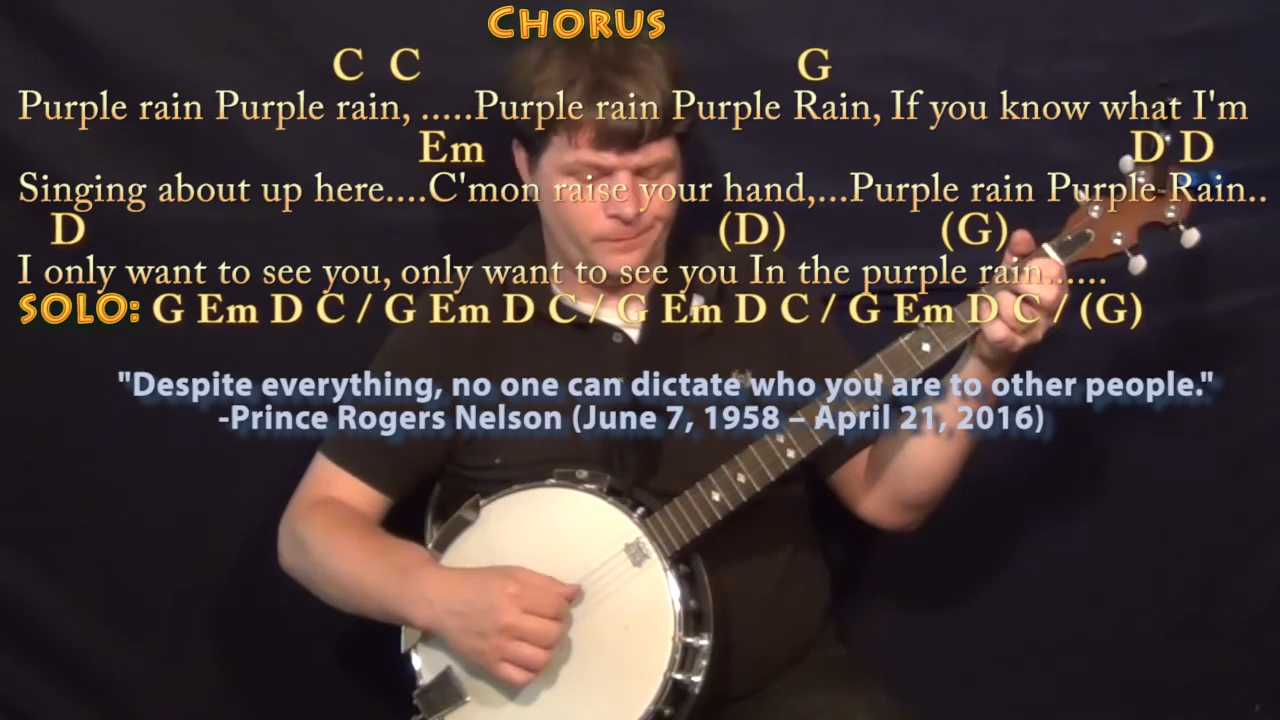 CHORUS
C C G
Purple rain Purple rain, .....Purple rain Purple Rain, If you know what I'm
Em D D
Singing about up here....C'mon raise your hand,...Purple rain Purple Rain..
D (D) (G)
I only want to see you, only want to see you In the purple rain......
SOLO: G Em D C / G Em D C / G Em D C / G Em D C / (G)
"Despite everything, no one can dictate who you are to other people."
-Prince Rogers Nelson (June 7, 1958 – April 21, 2016)